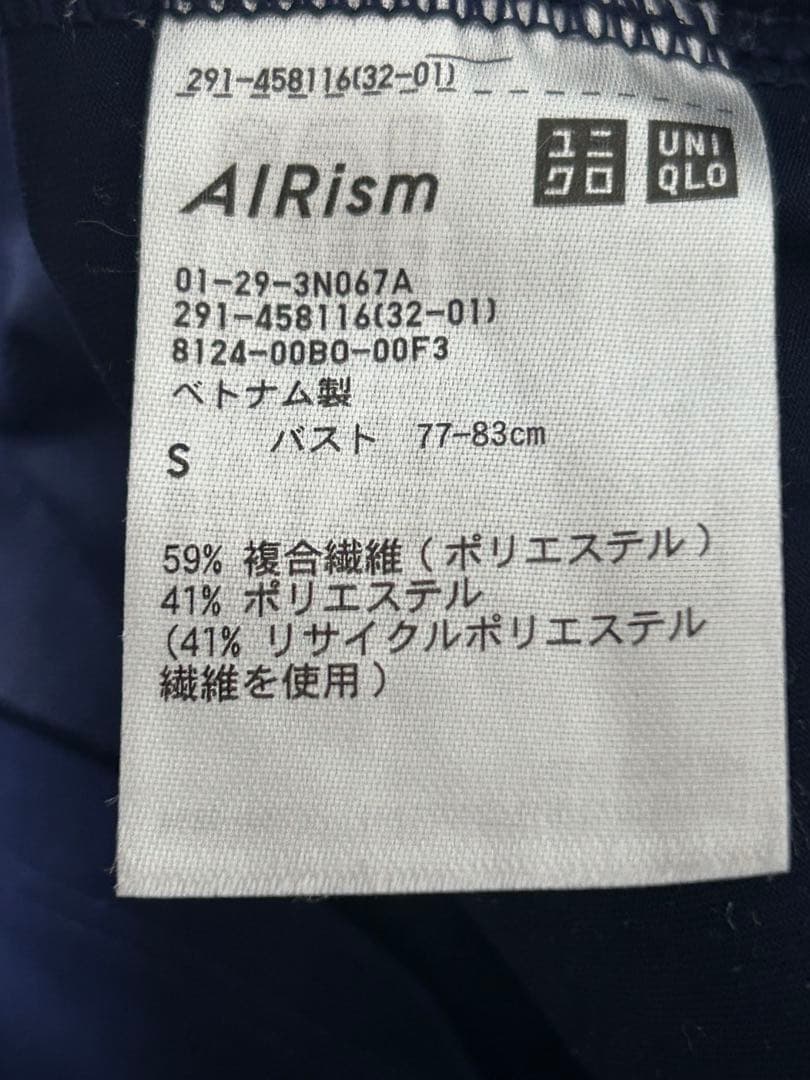 291-458116(32-01)
ユニクロ
UNIQLO
AIRism
01-29-3N067A
291-458116(32-01)
8124-00B0-00F3
ベトナム製
S バスト 77-83cm
59% 複合繊維(ポリエステル)
41% ポリエステル
(41% リサイクルポリエステル
繊維を使用)